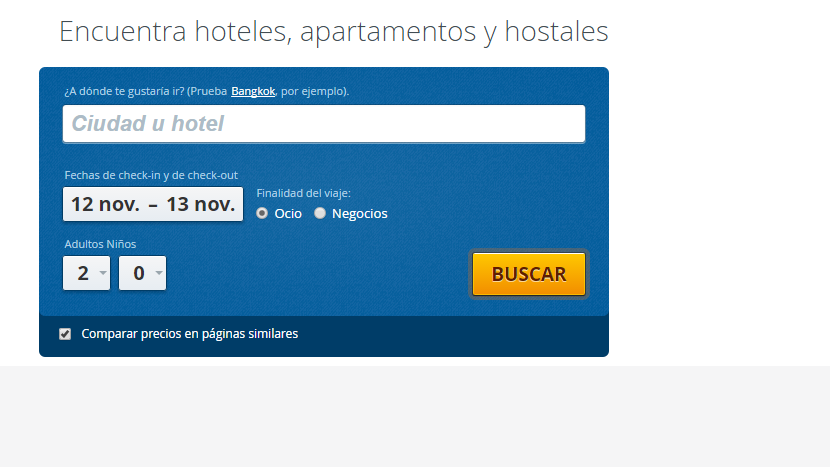 Encuentra hoteles, apartamentos y hostales
¿A dónde te gustaría ir? (Prueba Bangkok, por ejemplo).
Ciudad u hotel
Fechas de check-in y de check-out
12 nov. – 13 nov.
Finalidad del viaje:
Ocio Negocios
Adultos Niños
2 0
BUSCAR
Comparar precios en páginas similares